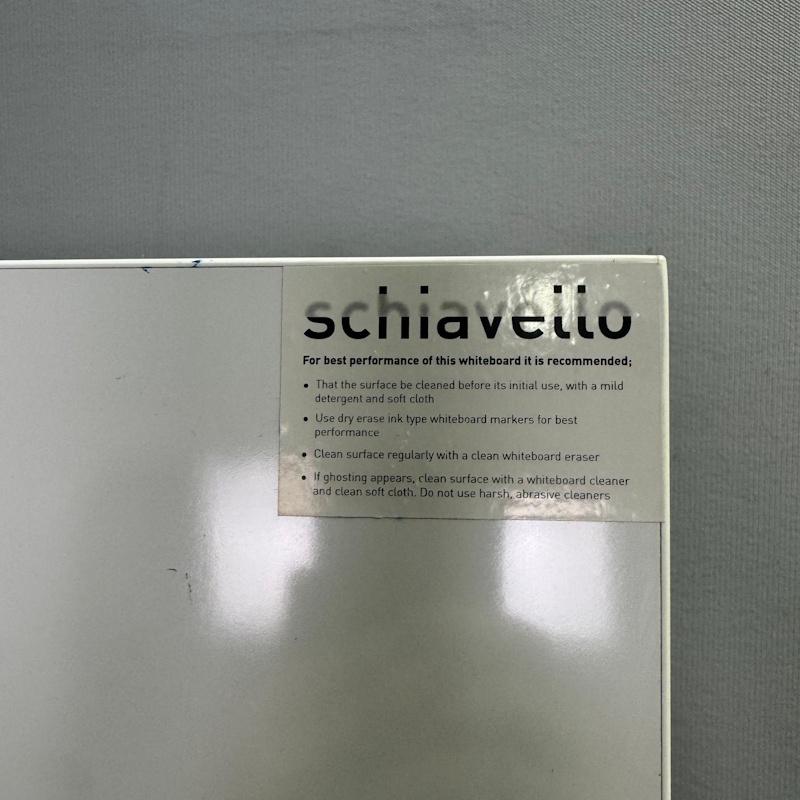 schiavello
For best performance of this whiteboard it is recommended;
• That the surface be cleaned before its initial use, with a mild
detergent and soft cloth
• Use dry erase ink type whiteboard markers for best
performance
• Clean surface regularly with a clean whiteboard eraser
• If ghosting appears, clean surface with a whiteboard cleaner
and clean soft cloth. Do not use harsh, abrasive cleaners